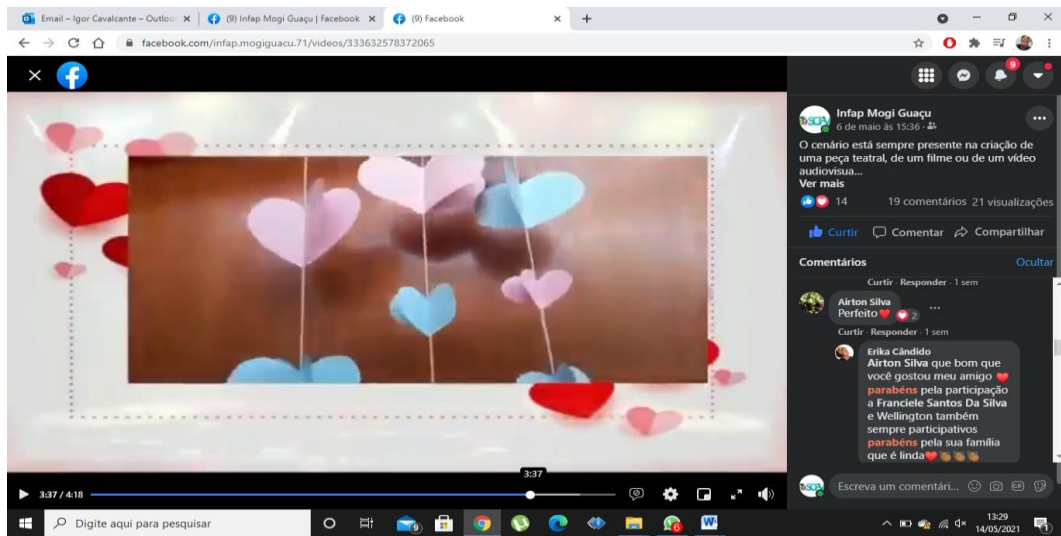 Email – Igor Cavalcante – Outloo
(9) Infap Mogi Guaçu | Facebook
(9) Facebook
facebook.com/infap.mogiguacu.71/videos/333632578372065
9
Infap Mogi Guaçu
6 de maio às 15:36
O cenário está sempre presente na criação de
uma peça teatral, de um filme ou de um vídeo
audiovisua...
Ver mais
14 19 comentários 21 visualizações
Curtir Comentar Compartilhar
Comentários Ocultar
Curtir · Responder · 1 sem
Airton Silva
Perfeito 2
Curtir · Responder · 1 sem
Erika Cândido
Airton Silva que bom que
você gostou meu amigo
parabéns pela participação
a Franciele Santos Da Silva
e Wellington também
sempre participativos
parabéns pela sua família
que é linda
3:37
3:37 / 4:18
Escreva um comentári...
GIF
Digite aqui para pesquisar
9
6
W
13:29
14/05/2021
1